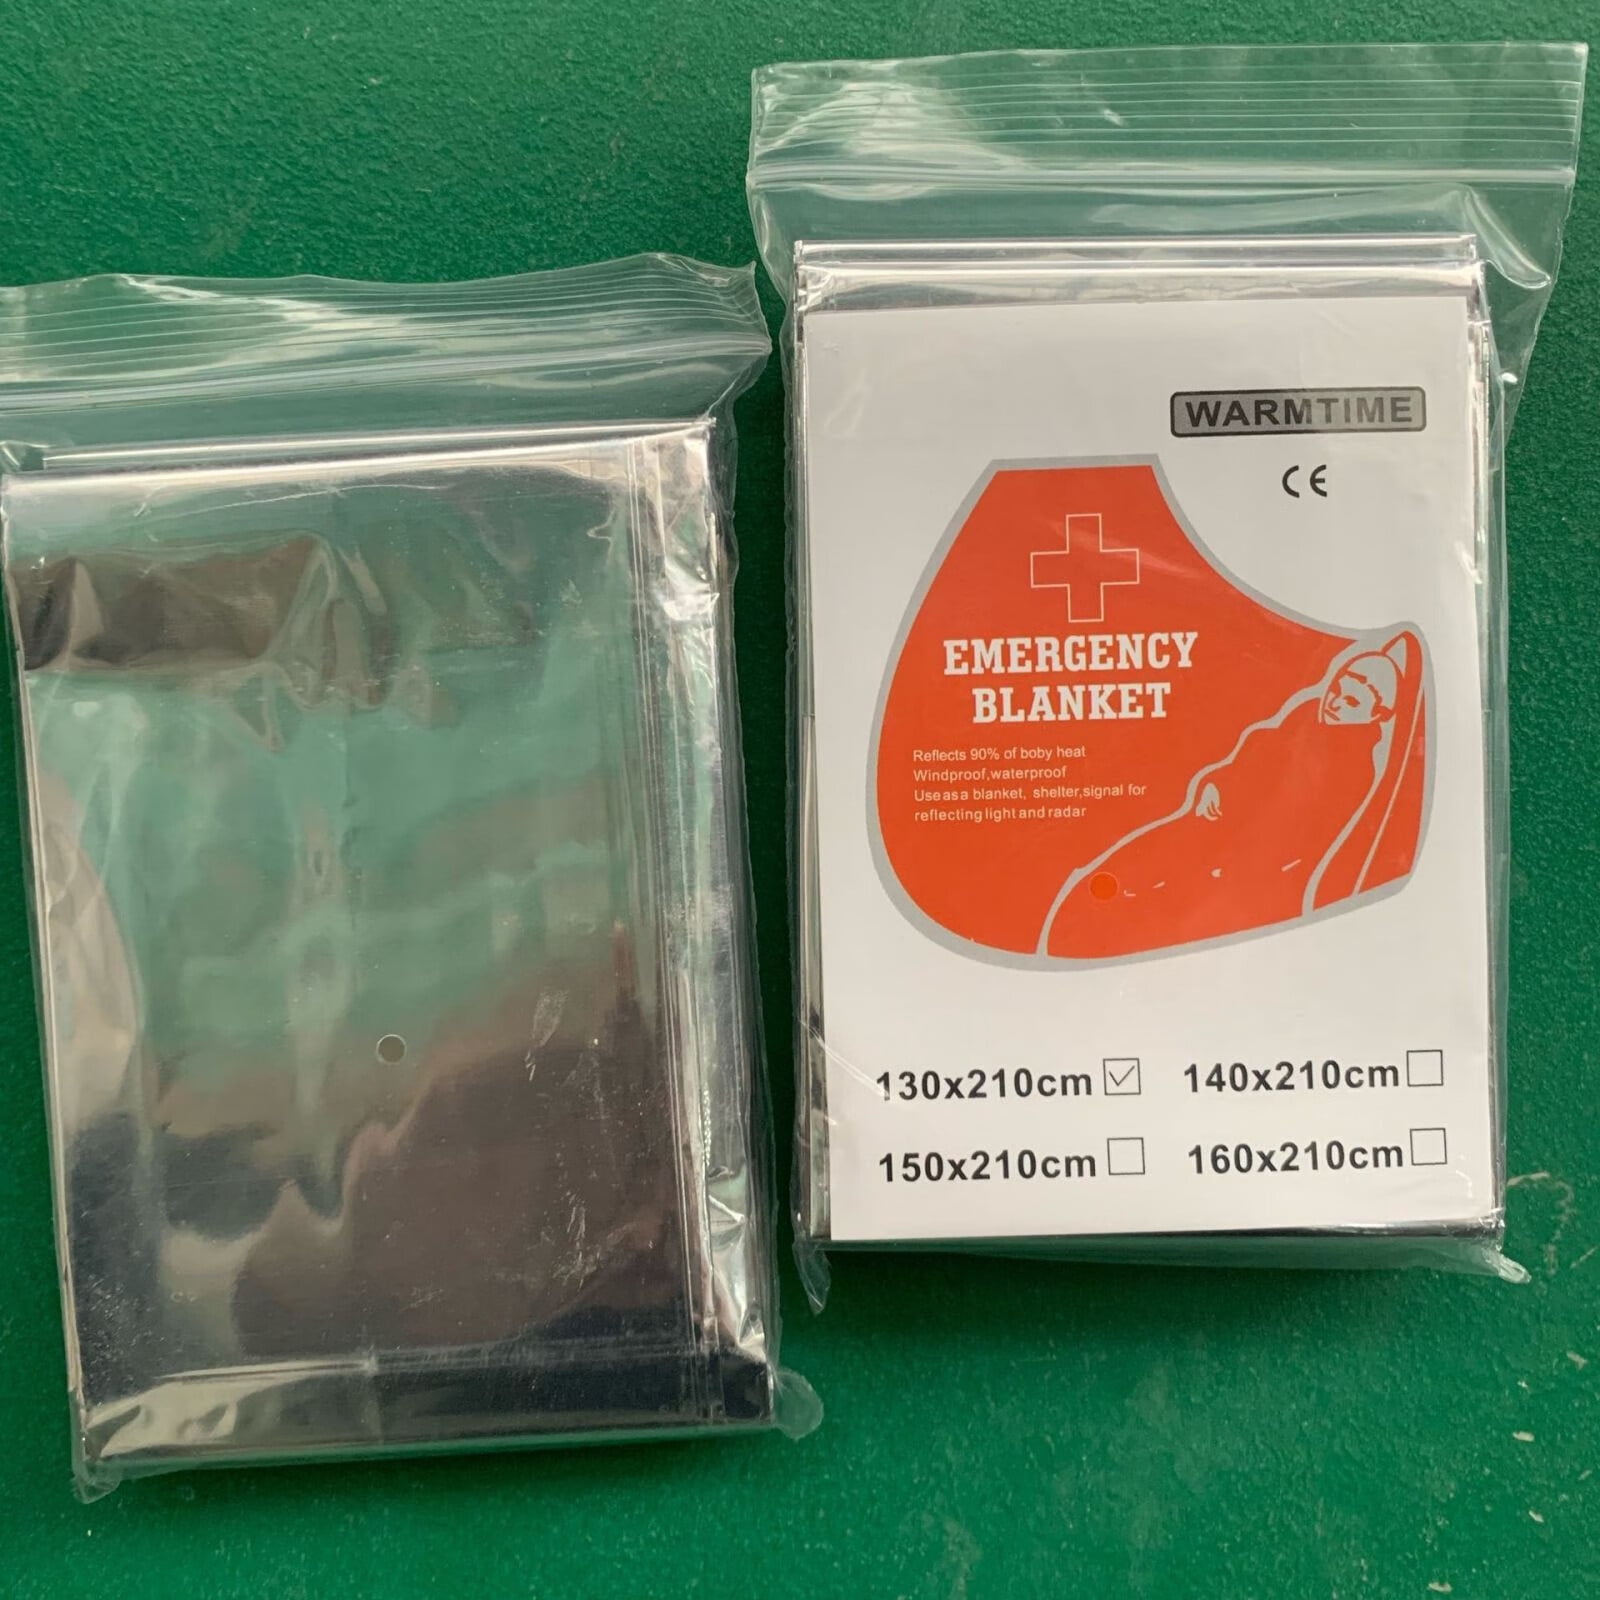 WARMTIME
CE
EMERGENCY
BLANKET
Reflects 90% of boby heat
Windproof,waterproof
Useasa blanket, shelter,signal for
reflecting light and radar
130x210cm 140x210cm
150x210cm 160x210cm